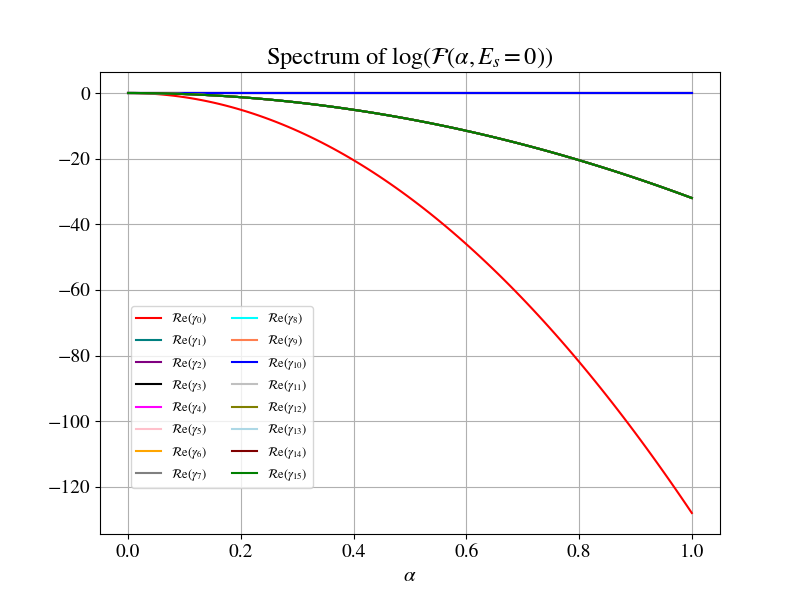 Spectrum of log(ℱ(α, E_s = 0))
0
−20
−40
−60
−80
−100
−120
ℛe(γ₀) ℛe(γ₈)
ℛe(γ₁) ℛe(γ₉)
ℛe(γ₂) ℛe(γ₁₀)
ℛe(γ₃) ℛe(γ₁₁)
ℛe(γ₄) ℛe(γ₁₂)
ℛe(γ₅) ℛe(γ₁₃)
ℛe(γ₆) ℛe(γ₁₄)
ℛe(γ₇) ℛe(γ₁₅)
0.0 0.2 0.4 0.6 0.8 1.0
α